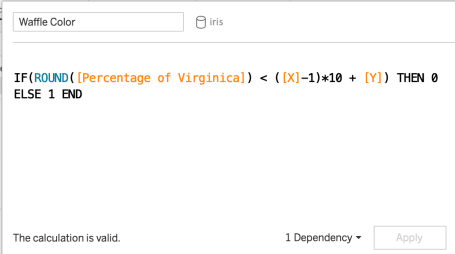 Waffle Color iris
IF(ROUND([Percentage of Virginica]) < ([X]-1)*10 + [Y]) THEN 0
ELSE 1 END
The calculation is valid. 1 Dependency Apply